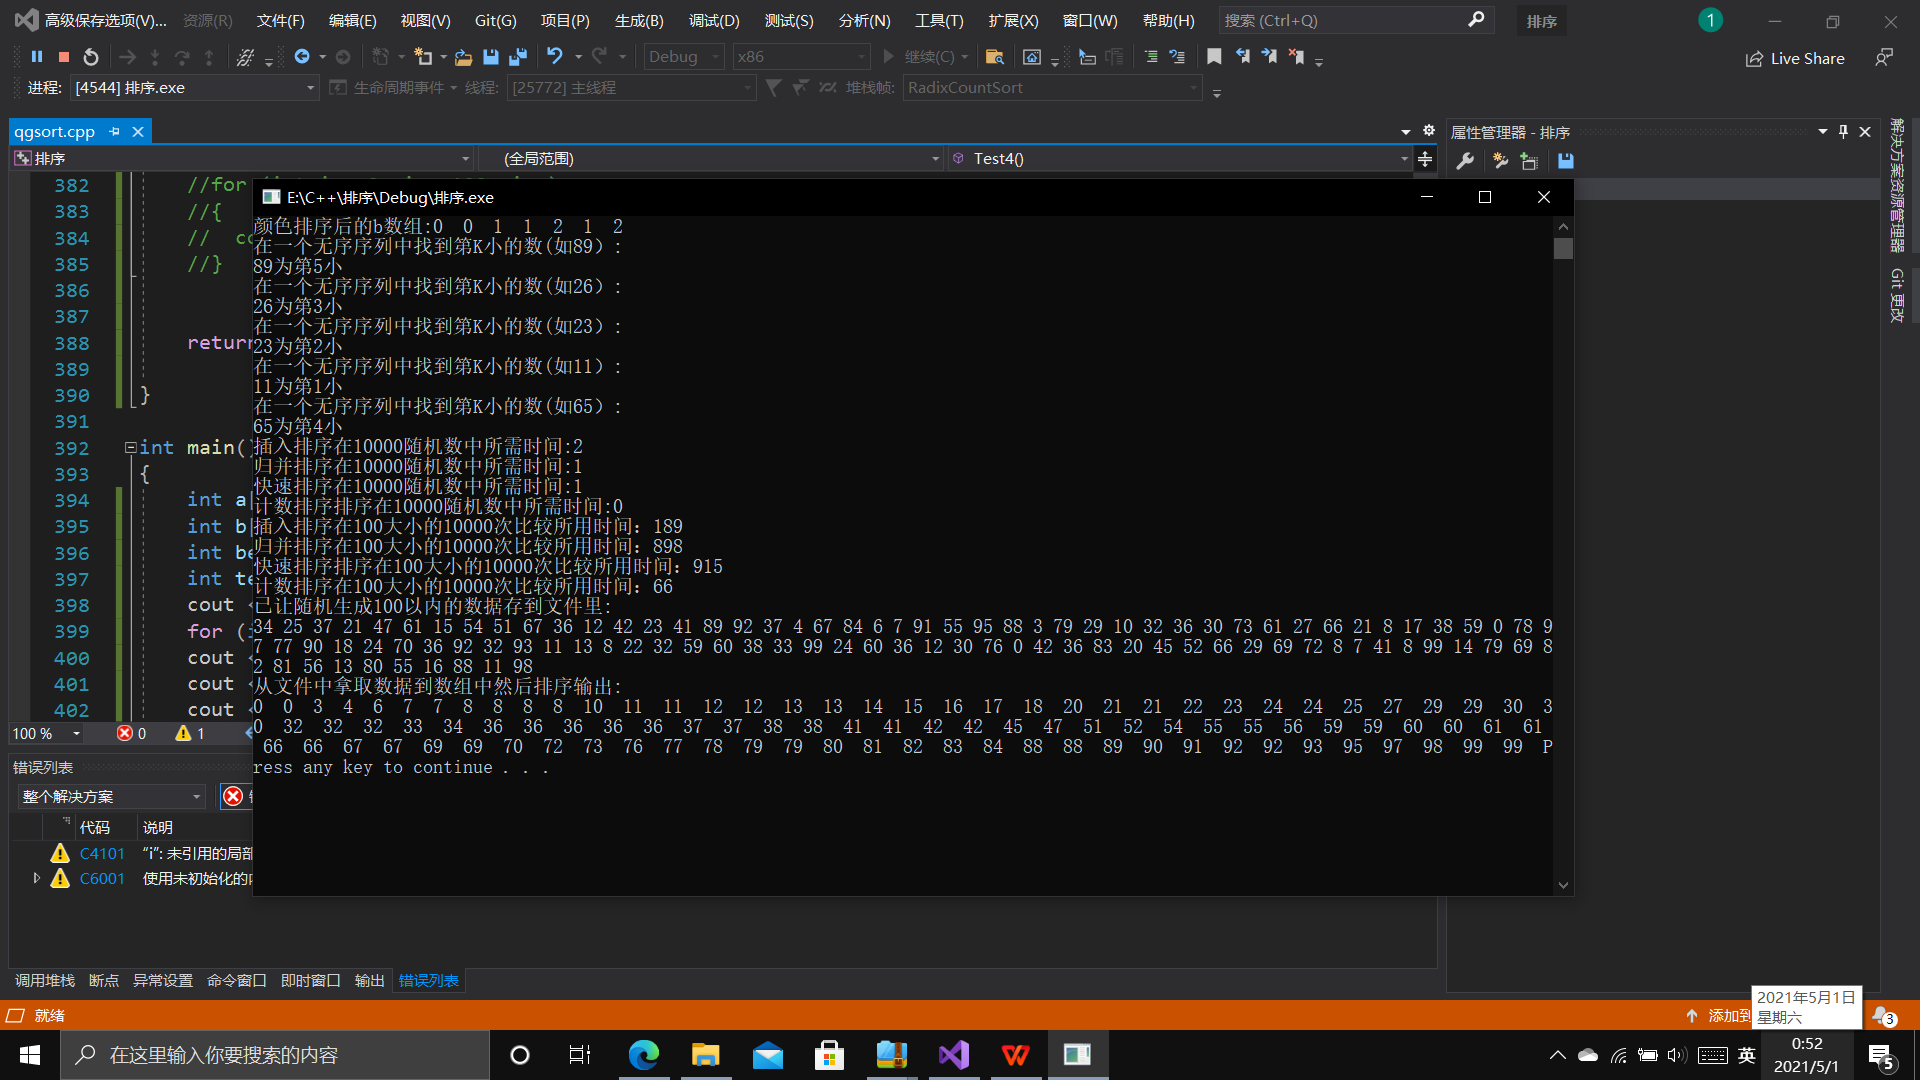 高级保存选项(V)... 资源(R) 文件(F) 编辑(E) 视图(V) Git(G) 项目(P) 生成(B) 调试(D) 测试(S) 分析(N) 工具(T) 扩展(X) 窗口(W) 帮助(H) 搜索 (Ctrl+Q) 排序 1
Debug x86 继续(C) Live Share
进程: [4544] 排序.exe 生命周期事件 线程: [25772] 主线程 堆栈帧: RadixCountSort
qgsort.cpp
属性管理器 - 排序
排序 (全局范围) Test4()
382 //for
383 //{
384 //
385 //}
386
387
388 return
389
390 }
391
392 int main()
393 {
394 int a
395 int b
396 int
397 int
398 cout
399 for
400 cout
401 cout
402 cout
E:\C++\排序\Debug\排序.exe
颜色排序后的b数组:0 0 1 1 2 1 2
在一个无序序列中找到第K小的数(如89）:
89为第5小
在一个无序序列中找到第K小的数(如26）:
26为第3小
在一个无序序列中找到第K小的数(如23）:
23为第2小
在一个无序序列中找到第K小的数(如11）:
11为第1小
在一个无序序列中找到第K小的数(如65）:
65为第4小
插入排序在10000随机数中所需时间:2
归并排序在10000随机数中所需时间:1
快速排序在10000随机数中所需时间:1
计数排序排序在10000随机数中所需时间:0
插入排序在100大小的10000次比较所用时间: 189
归并排序在100大小的10000次比较所用时间: 898
快速排序排序在100大小的10000次比较所用时间: 915
计数排序在100大小的10000次比较所用时间: 66
已让随机生成100以内的数据存到文件里:
34 25 37 21 47 61 15 54 51 67 36 12 42 23 41 89 92 37 4 67 84 6 7 91 55 95 88 3 79 29 10 32 36 30 73 61 27 66 21 8 17 38 59 0 78 9
7 77 90 18 24 70 36 92 32 93 11 13 8 22 32 59 60 38 33 99 24 60 36 12 30 76 0 42 36 83 20 45 52 66 29 69 72 8 7 41 8 99 14 79 69 8
2 81 56 13 80 55 16 88 11 98
从文件中拿取数据到数组中然后排序输出:
0 0 3 4 6 7 7 8 8 8 8 10 11 11 12 12 13 13 14 15 16 17 18 20 21 21 22 23 24 24 25 27 29 29 30 3
0 32 32 32 33 34 36 36 36 36 37 37 38 38 41 41 42 42 45 47 51 52 54 55 55 56 59 59 60 60 61 61
66 66 67 67 69 69 70 72 73 76 77 78 79 79 80 81 82 83 84 88 88 89 90 91 92 92 93 95 97 98 99 99 P
ress any key to continue . . .
100 % 0 1
错误列表
整个解决方案
代码 说明
C4101 “i”: 未引用的局部
C6001 使用未初始化的
调用堆栈 断点 异常设置 命令窗口 即时窗口 输出 错误列表
解决方案资源管理器
Git 更改
就绪 添加到 3
2021年5月1日
星期六
在这里输入你要搜索的内容
英
0:52
2021/5/1
5